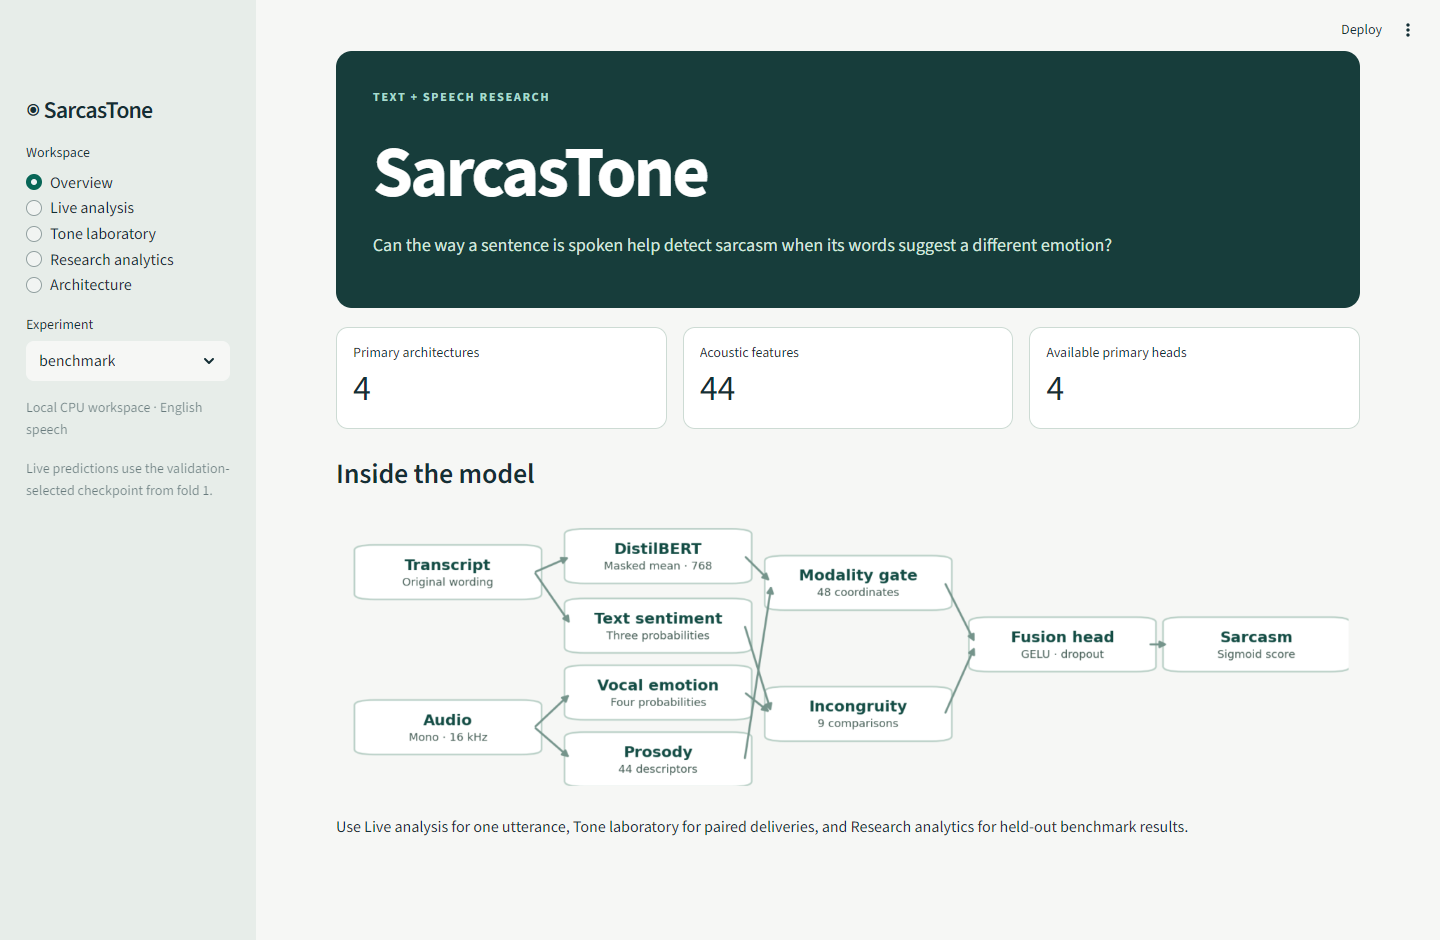 Deploy
SarcasTone
Workspace
Overview
Live analysis
Tone laboratory
Research analytics
Architecture
Experiment
benchmark
Local CPU workspace · English
speech
Live predictions use the validation-
selected checkpoint from fold 1.
TEXT + SPEECH RESEARCH
SarcasTone
Can the way a sentence is spoken help detect sarcasm when its words suggest a different emotion?
Primary architectures
4
Acoustic features
44
Available primary heads
4
Inside the model
Transcript
Original wording
Audio
Mono · 16 kHz
DistilBERT
Masked mean · 768
Text sentiment
Three probabilities
Vocal emotion
Four probabilities
Prosody
44 descriptors
Modality gate
48 coordinates
Incongruity
9 comparisons
Fusion head
GELU · dropout
Sarcasm
Sigmoid score
Use Live analysis for one utterance, Tone laboratory for paired deliveries, and Research analytics for held-out benchmark results.